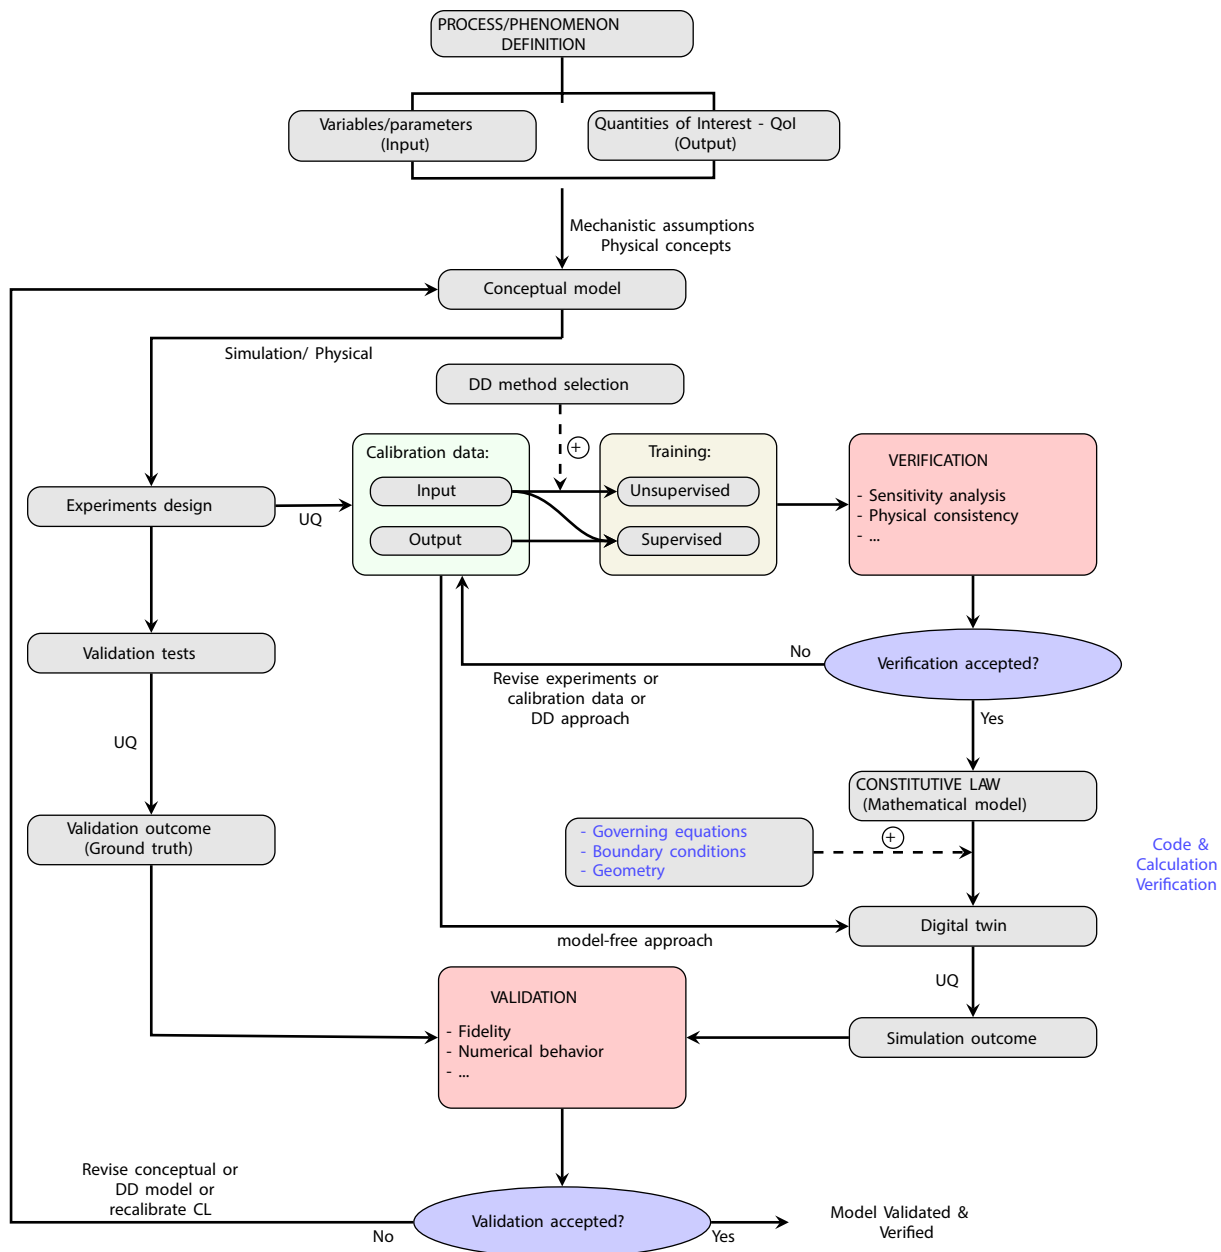 PROCESS/PHENOMENON
DEFINITION
Variables/parameters
(Input)
Quantities of Interest - QoI
(Output)
Mechanistic assumptions
Physical concepts
Conceptual model
Simulation/ Physical
DD method selection
+
Calibration data:
Input
Output
Training:
Unsupervised
Supervised
VERIFICATION
- Sensitivity analysis
- Physical consistency
- ...
Experiments design
UQ
Validation tests
No
Verification accepted?
Revise experiments or
calibration data or
DD approach
Yes
UQ
CONSTITUTIVE LAW
(Mathematical model)
Validation outcome
(Ground truth)
- Governing equations
- Boundary conditions
- Geometry
+
Code &
Calculation
Verification
Digital twin
model-free approach
UQ
VALIDATION
- Fidelity
- Numerical behavior
- ...
Simulation outcome
Revise conceptual or
DD model or
recalibrate CL
No
Validation accepted?
Yes
Model Validated &
Verified